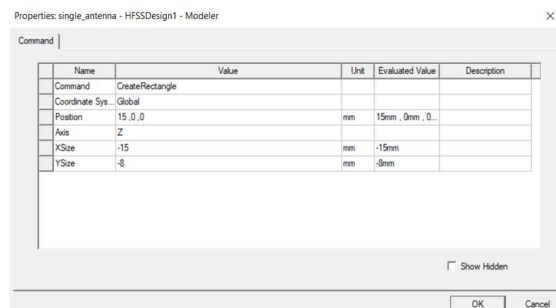 Properties: single_antenna - HFSSDesign1 - Modeler
Command
Name Value Unit Evaluated Value Description
Command CreateRectangle
Coordinate Sys... Global
Position 15 ,0 ,0 mm 15mm , 0mm , 0...
Axis Z
XSize -15 mm -15mm
YSize -8 mm -8mm
Show Hidden
OK Cancel